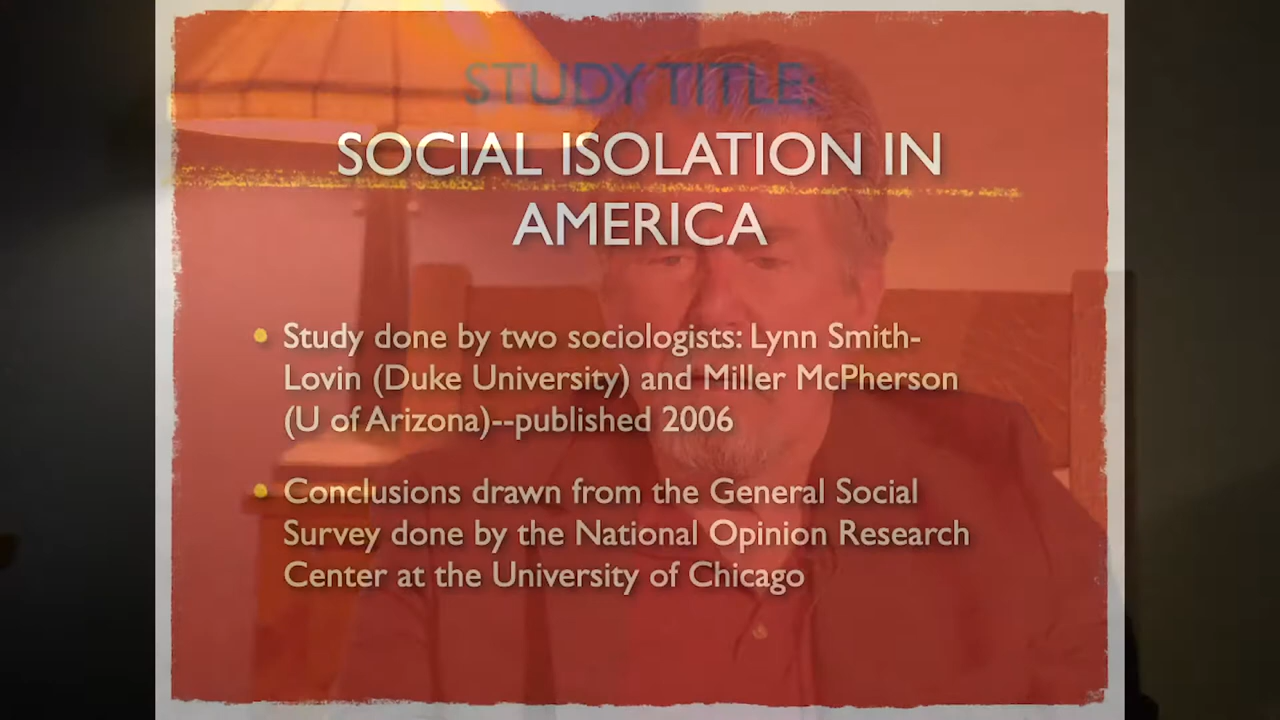 STUDY TITLE:
SOCIAL ISOLATION IN
AMERICA
• Study done by two sociologists: Lynn Smith-
Lovin (Duke University) and Miller McPherson
(U of Arizona)--published 2006
• Conclusions drawn from the General Social
Survey done by the National Opinion Research
Center at the University of Chicago